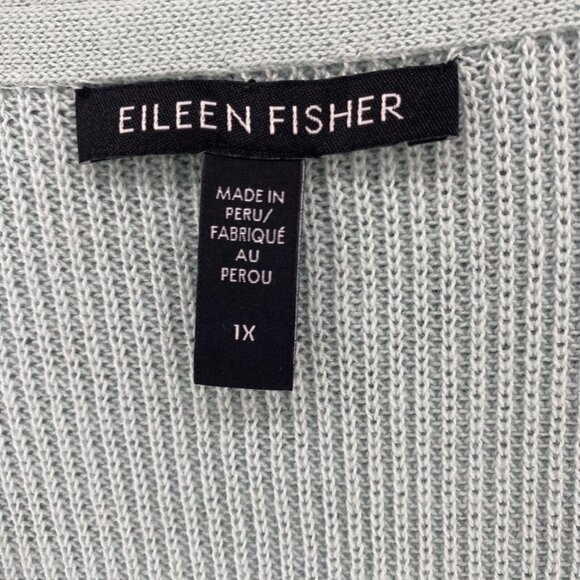 EILEEN FISHER
MADE IN
PERU/
FABRIQUÉ
AU
PEROU
1X